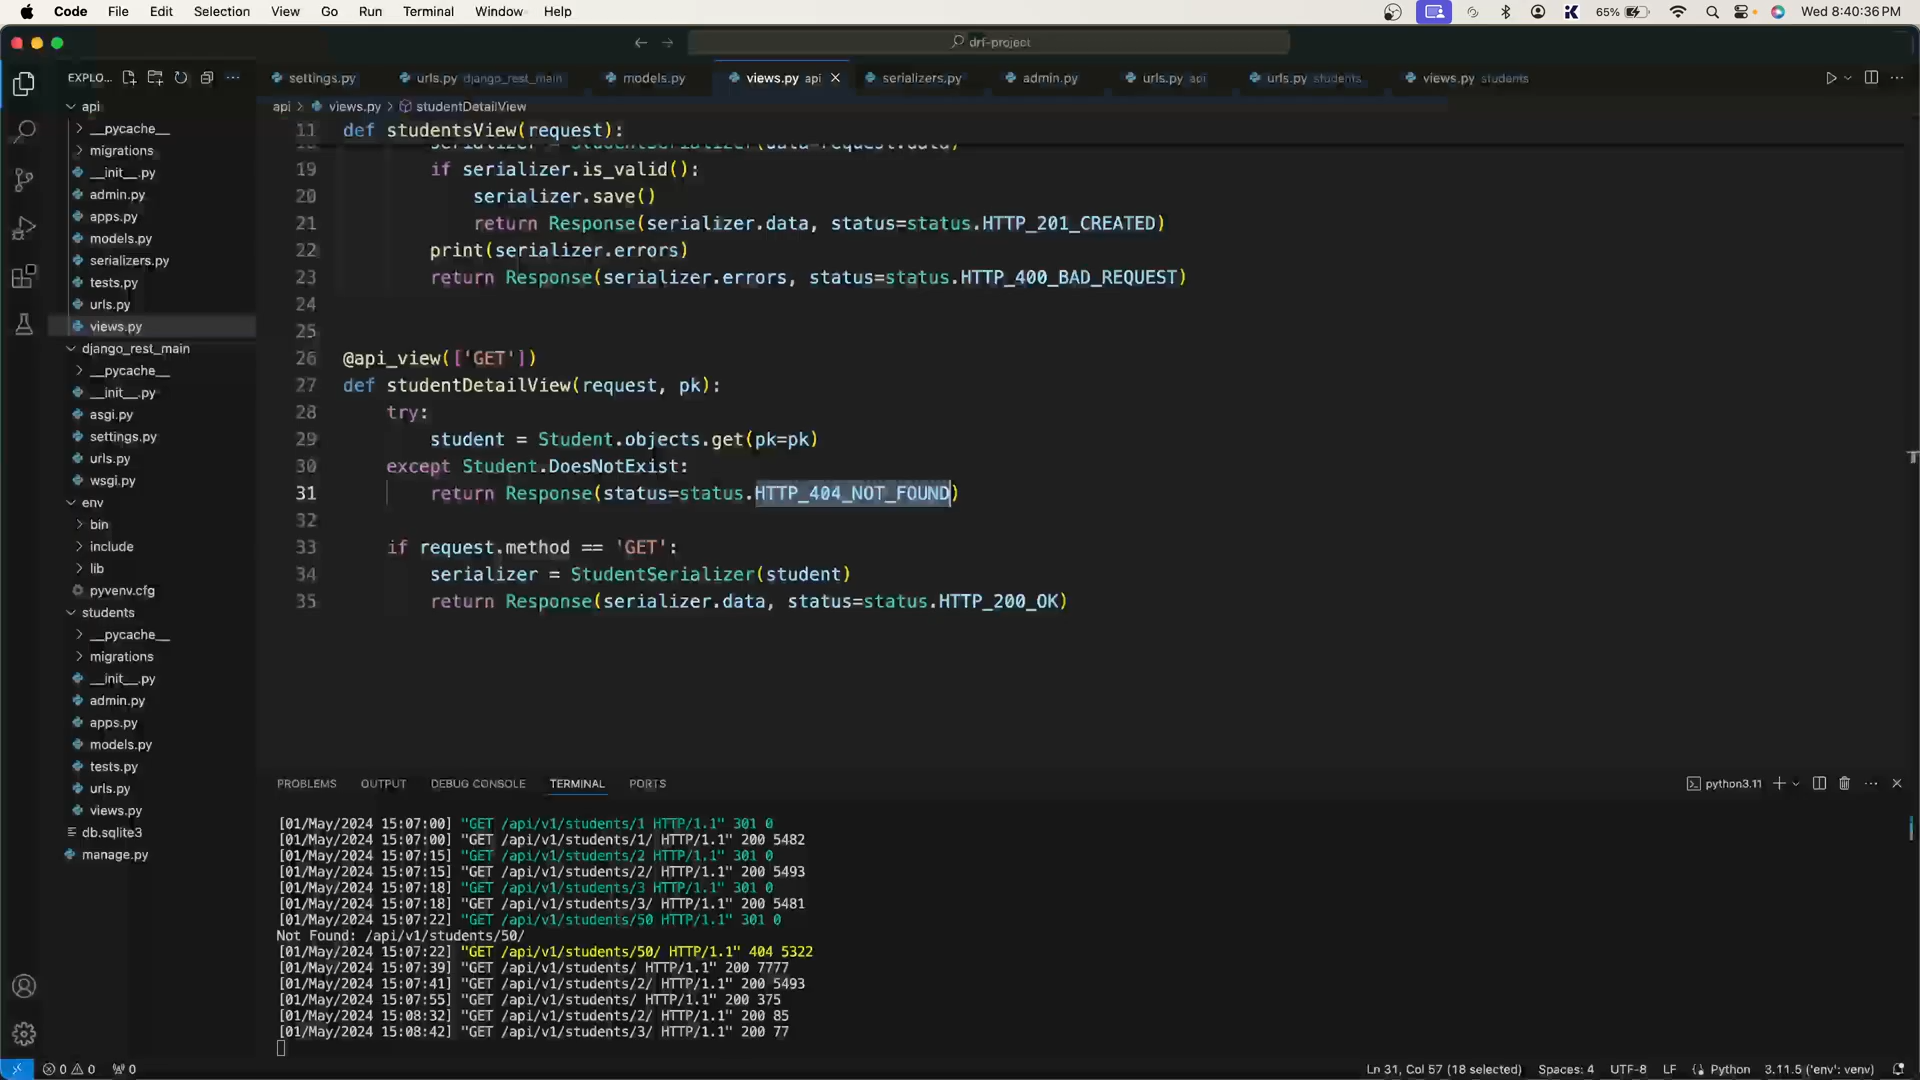 Code File Edit Selection View Go Run Terminal Window Help 65% Wed 8:40:36 PM
drf-project
EXPLO...
settings.py urls.py django_rest_main models.py views.py api serializers.py admin.py urls.py api urls.py students views.py students
api > views.py > studentDetailView
api
__pycache__
migrations
__init__.py
admin.py
apps.py
models.py
serializers.py
tests.py
urls.py
views.py
django_rest_main
__pycache__
__init__.py
asgi.py
settings.py
urls.py
wsgi.py
env
bin
include
lib
pyvenv.cfg
students
__pycache__
migrations
__init__.py
admin.py
apps.py
models.py
tests.py
urls.py
views.py
db.sqlite3
manage.py
11 def studentsView(request):
18 serializer = StudentSerializer(data=request.data)
19 if serializer.is_valid():
20 serializer.save()
21 return Response(serializer.data, status=status.HTTP_201_CREATED)
22 print(serializer.errors)
23 return Response(serializer.errors, status=status.HTTP_400_BAD_REQUEST)
24
25
26 @api_view(['GET'])
27 def studentDetailView(request, pk):
28 try:
29 student = Student.objects.get(pk=pk)
30 except Student.DoesNotExist:
31 return Response(status=status.HTTP_404_NOT_FOUND)
32
33 if request.method == 'GET':
34 serializer = StudentSerializer(student)
35 return Response(serializer.data, status=status.HTTP_200_OK)
PROBLEMS OUTPUT DEBUG CONSOLE TERMINAL PORTS python3.11
[01/May/2024 15:07:00] "GET /api/v1/students/1 HTTP/1.1" 301 0
[01/May/2024 15:07:00] "GET /api/v1/students/1/ HTTP/1.1" 200 5482
[01/May/2024 15:07:15] "GET /api/v1/students/2 HTTP/1.1" 301 0
[01/May/2024 15:07:15] "GET /api/v1/students/2/ HTTP/1.1" 200 5493
[01/May/2024 15:07:18] "GET /api/v1/students/3 HTTP/1.1" 301 0
[01/May/2024 15:07:18] "GET /api/v1/students/3/ HTTP/1.1" 200 5481
[01/May/2024 15:07:22] "GET /api/v1/students/50 HTTP/1.1" 301 0
Not Found: /api/v1/students/50/
[01/May/2024 15:07:22] "GET /api/v1/students/50/ HTTP/1.1" 404 5322
[01/May/2024 15:07:39] "GET /api/v1/students/ HTTP/1.1" 200 7777
[01/May/2024 15:07:41] "GET /api/v1/students/2/ HTTP/1.1" 200 5493
[01/May/2024 15:07:55] "GET /api/v1/students/ HTTP/1.1" 200 375
[01/May/2024 15:08:32] "GET /api/v1/students/2/ HTTP/1.1" 200 85
[01/May/2024 15:08:42] "GET /api/v1/students/3/ HTTP/1.1" 200 77
0 0 0 Ln 31, Col 57 (18 selected) Spaces: 4 UTF-8 LF Python 3.11.5 ('env': venv)